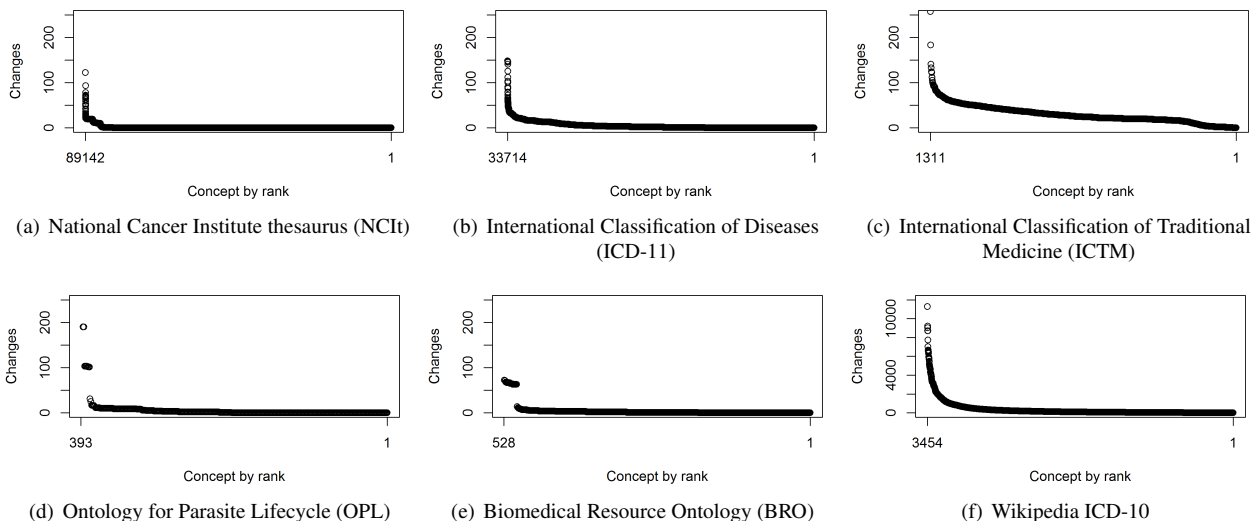 Changes
0
100
200
89142
1
Concept by rank
(a) National Cancer Institute thesaurus (NCIt)
Changes
0
100
200
33714
1
Concept by rank
(b) International Classification of Diseases
(ICD-11)
Changes
0
100
200
1311
1
Concept by rank
(c) International Classification of Traditional
Medicine (ICTM)
Changes
0
100
200
393
1
Concept by rank
(d) Ontology for Parasite Lifecycle (OPL)
Changes
0
100
200
528
1
Concept by rank
(e) Biomedical Resource Ontology (BRO)
Changes
0
4000
10000
3454
1
Concept by rank
(f) Wikipedia ICD-10